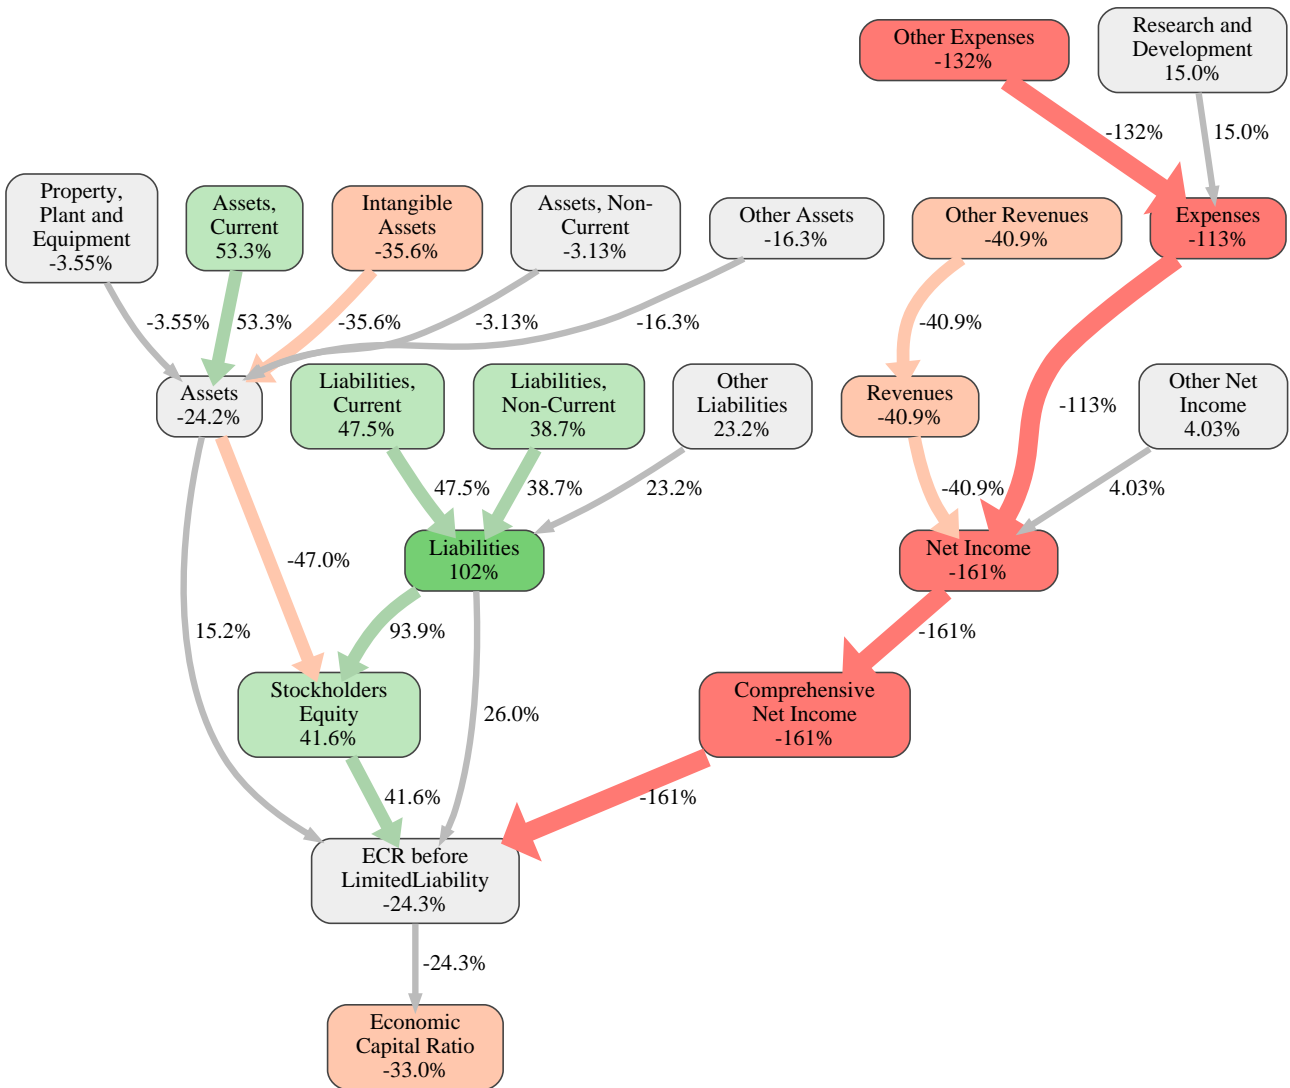 Other Expenses
-132%
Research and
Development
15.0%
-132%
15.0%
Property,
Plant and
Equipment
-3.55%
Assets,
Current
53.3%
Intangible
Assets
-35.6%
Assets, Non-
Current
-3.13%
Other Assets
-16.3%
Other Revenues
-40.9%
Expenses
-113%
-3.55%
53.3%
-35.6%
-3.13%
-16.3%
-40.9%
-113%
Assets
-24.2%
Liabilities,
Current
47.5%
Liabilities,
Non-Current
38.7%
Other
Liabilities
23.2%
Revenues
-40.9%
Other Net
Income
4.03%
47.5%
38.7%
23.2%
-40.9%
4.03%
-47.0%
Liabilities
102%
Net Income
-161%
15.2%
93.9%
-161%
Stockholders
Equity
41.6%
26.0%
Comprehensive
Net Income
-161%
41.6%
-161%
ECR before
LimitedLiability
-24.3%
-24.3%
Economic
Capital Ratio
-33.0%